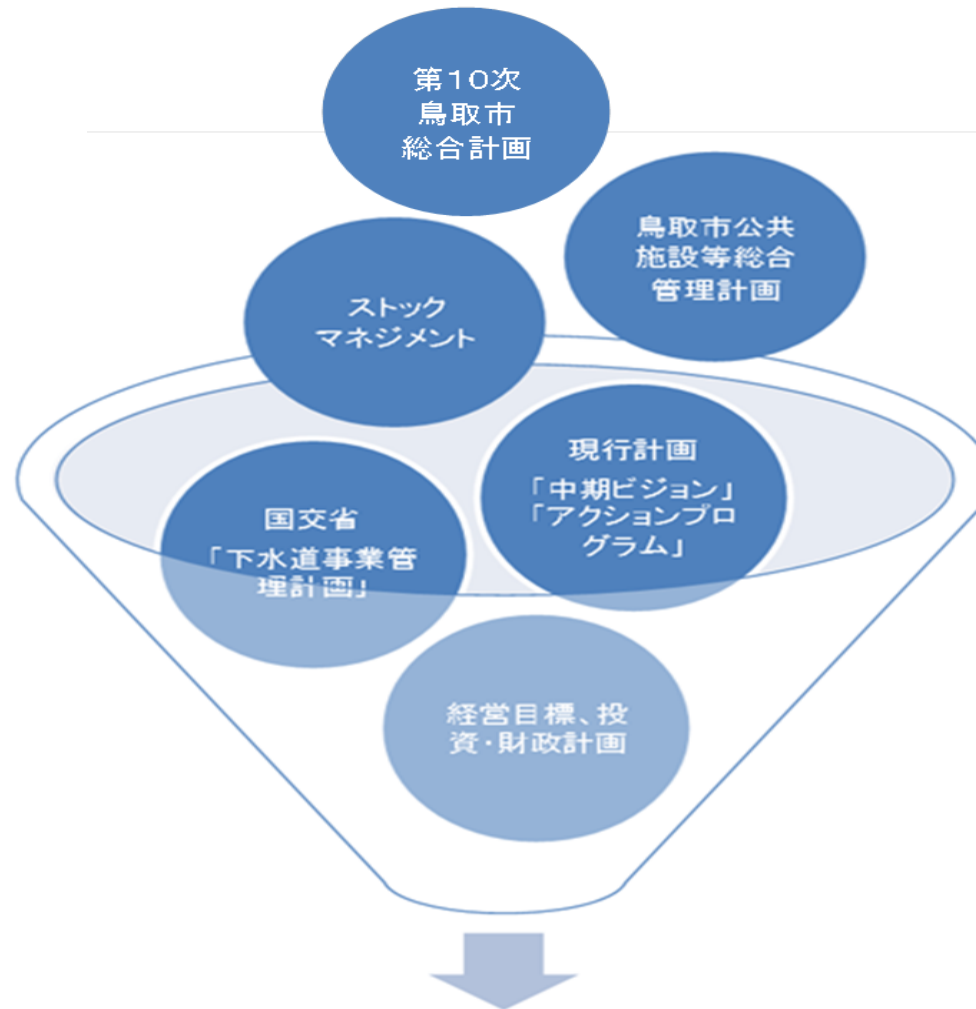 第10次
鳥取市
総合計画
鳥取市公共
施設等総合
管理計画
ストック
マネジメント
現行計画
「中期ビジョン」
「アクションプロ
グラム」
国交省
「下水道事業管
理計画」
経営目標、投
資・財政計画